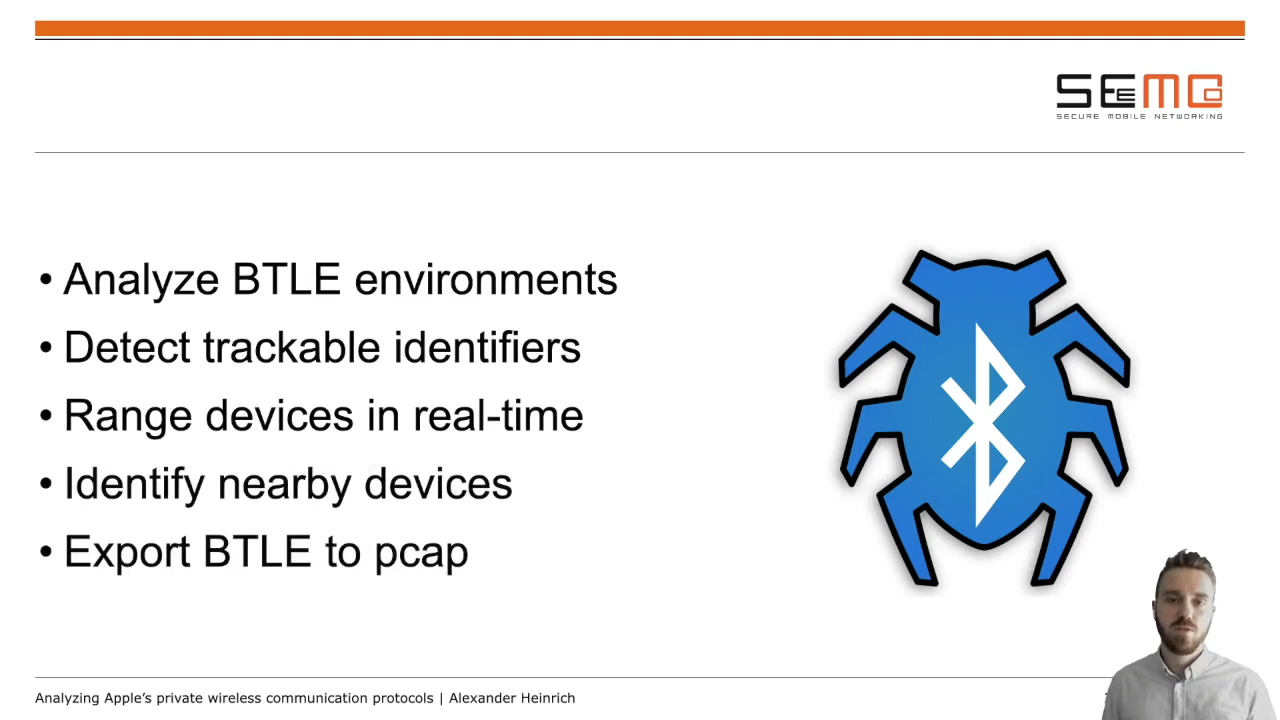 SEEMOO
SECURE MOBILE NETWORKING
• Analyze BTLE environments
• Detect trackable identifiers
• Range devices in real-time
• Identify nearby devices
• Export BTLE to pcap
Analyzing Apple’s private wireless communication protocols | Alexander Heinrich